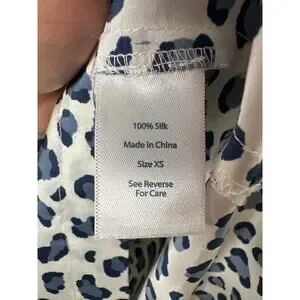 100% Silk
Made in China
Size XS
See Reverse
For Care